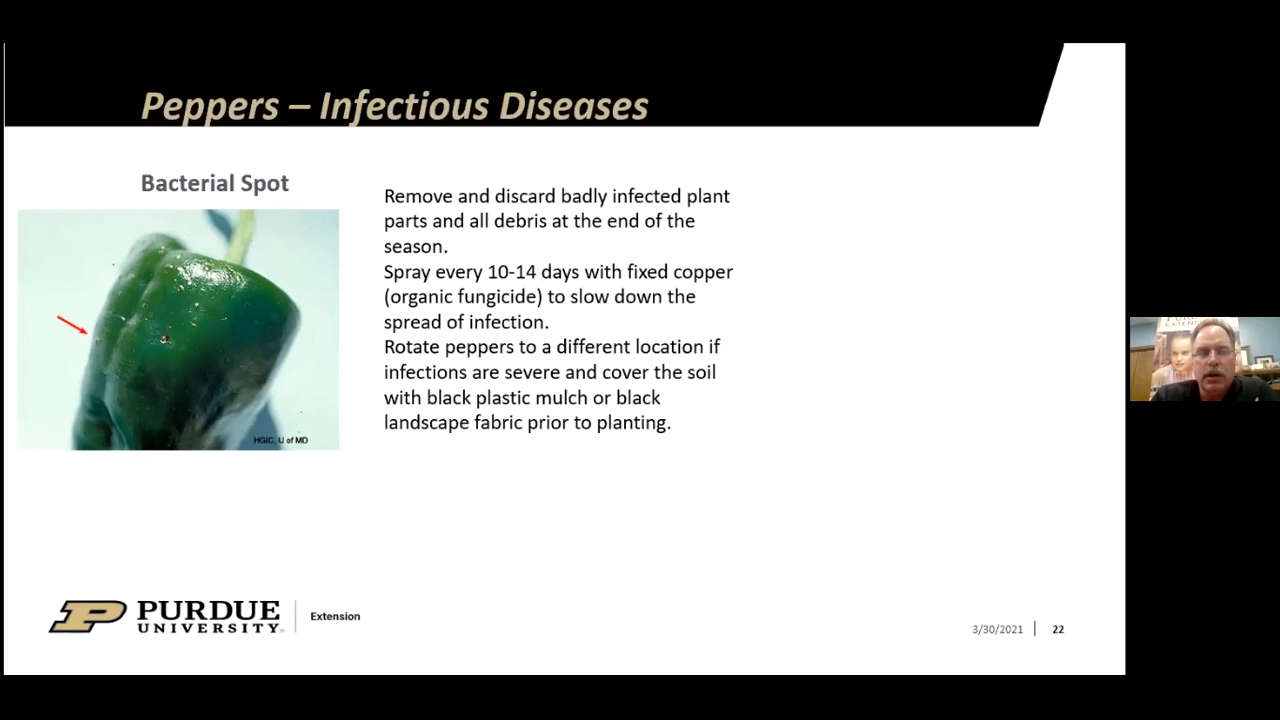 Peppers – Infectious Diseases
Bacterial Spot
Remove and discard badly infected plant
parts and all debris at the end of the
season.
Spray every 10-14 days with fixed copper
(organic fungicide) to slow down the
spread of infection.
Rotate peppers to a different location if
infections are severe and cover the soil
with black plastic mulch or black
landscape fabric prior to planting.
HGIC, U of MD
PURDUE
UNIVERSITY
Extension
3/30/2021
22